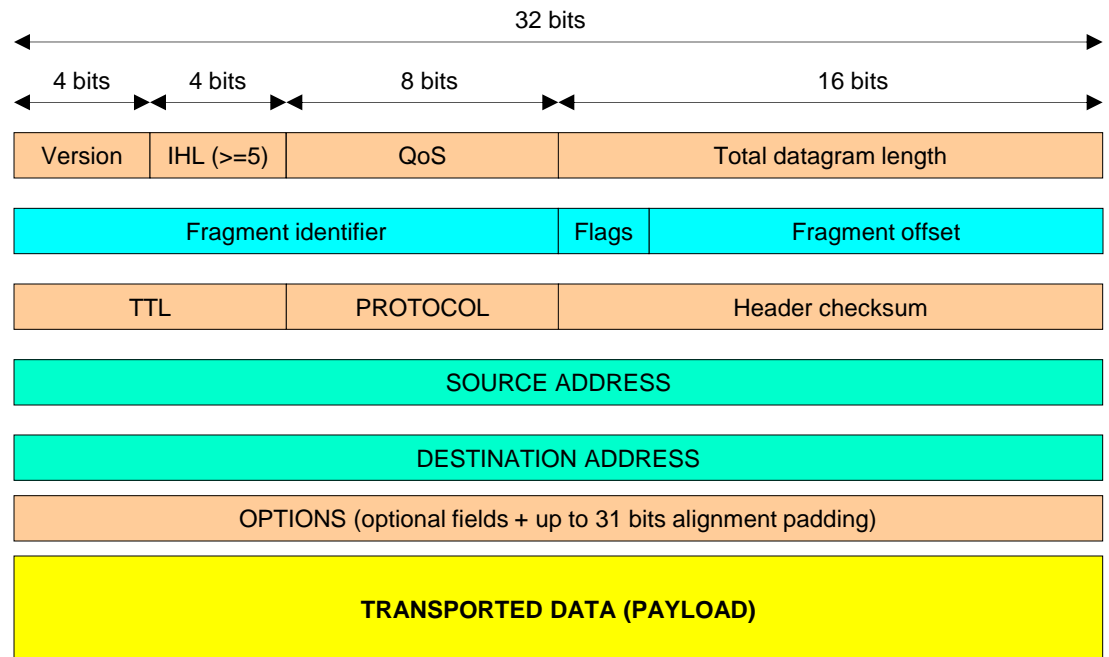 32 bits
4 bits 4 bits 8 bits 16 bits
Version IHL (>=5) QoS Total datagram length
Fragment identifier Flags Fragment offset
TTL PROTOCOL Header checksum
SOURCE ADDRESS
DESTINATION ADDRESS
OPTIONS (optional fields + up to 31 bits alignment padding)
TRANSPORTED DATA (PAYLOAD)